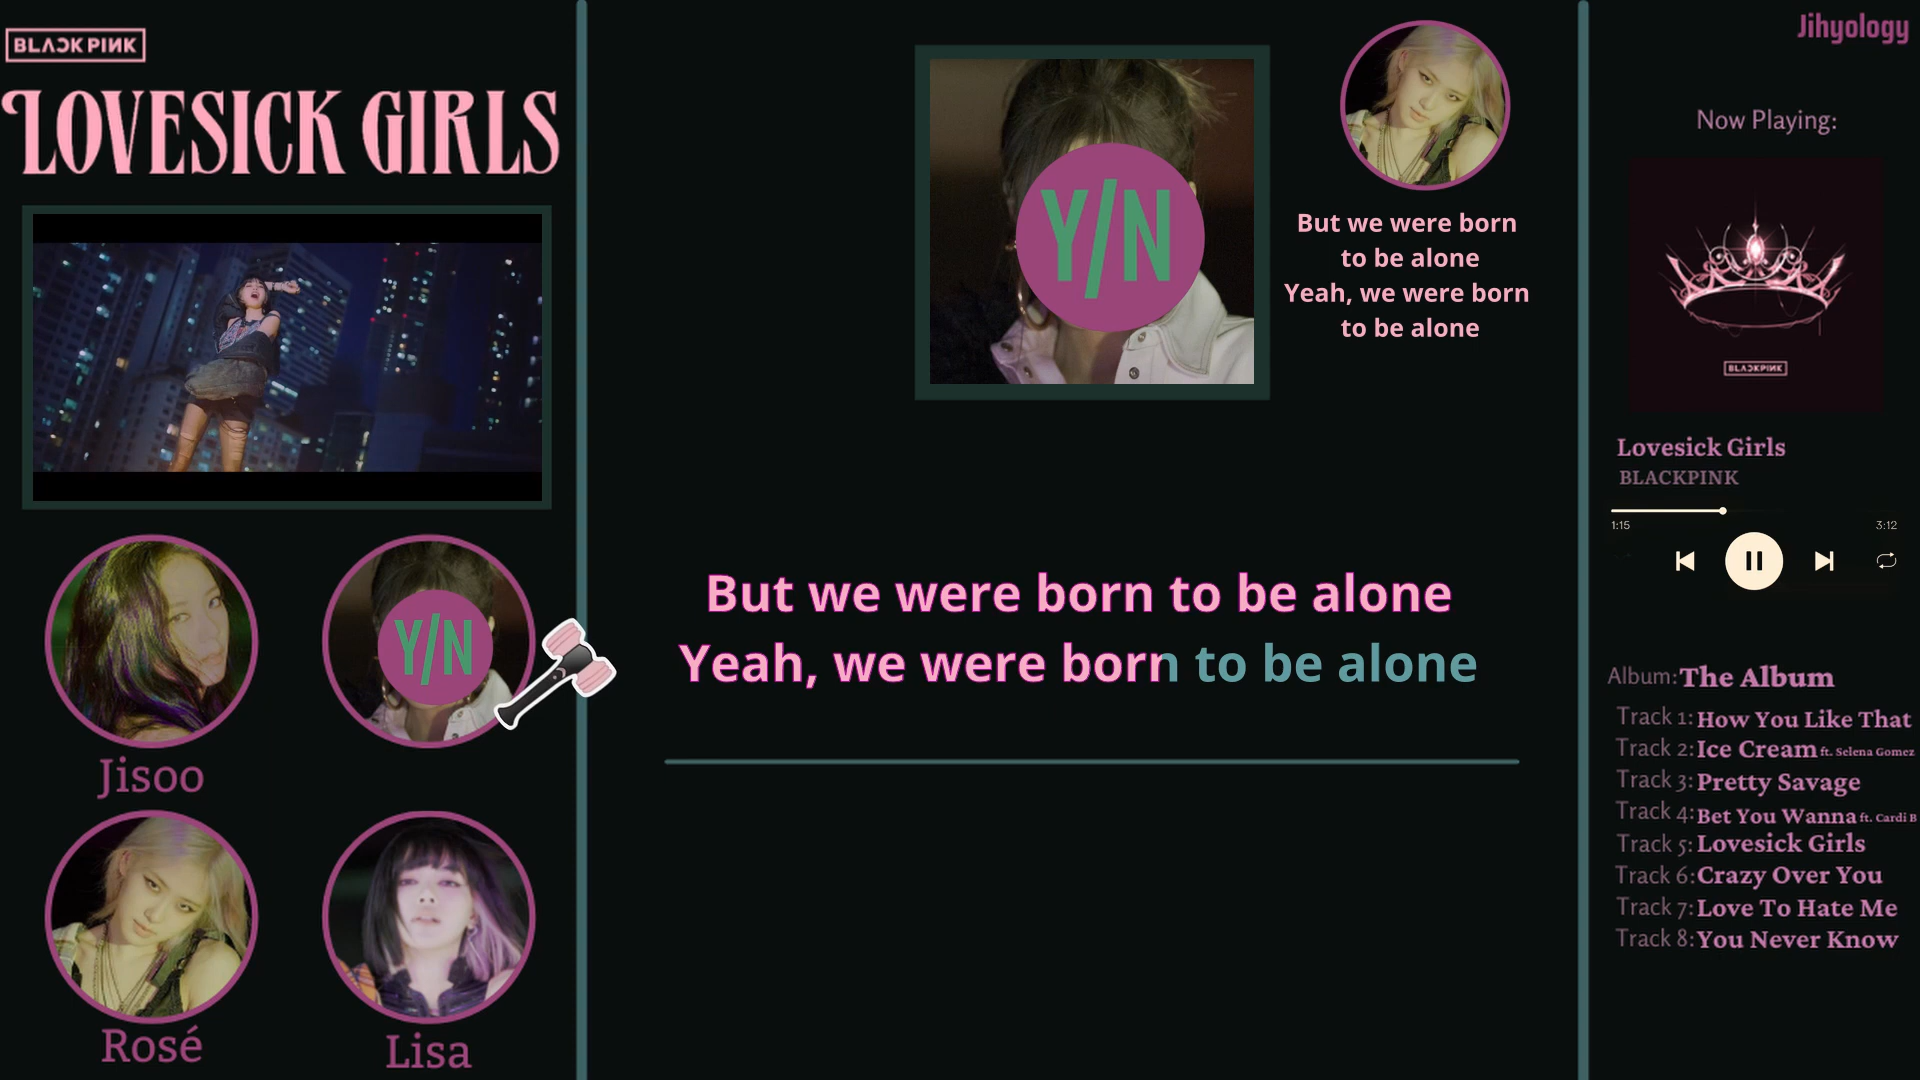 BLACKPINK
LOVESICK GIRLS
Y/N
Jisoo
Rosé
Lisa
Y/N
But we were born
to be alone
Yeah, we were born
to be alone
But we were born to be alone
Yeah, we were born to be alone
Jihyology
Now Playing:
BLACKPINK
Lovesick Girls
BLACKPINK
1:15
3:12
Album: The Album
Track 1: How You Like That
Track 2: Ice Cream ft. Selena Gomez
Track 3: Pretty Savage
Track 4: Bet You Wanna ft. Cardi B
Track 5: Lovesick Girls
Track 6: Crazy Over You
Track 7: Love To Hate Me
Track 8: You Never Know